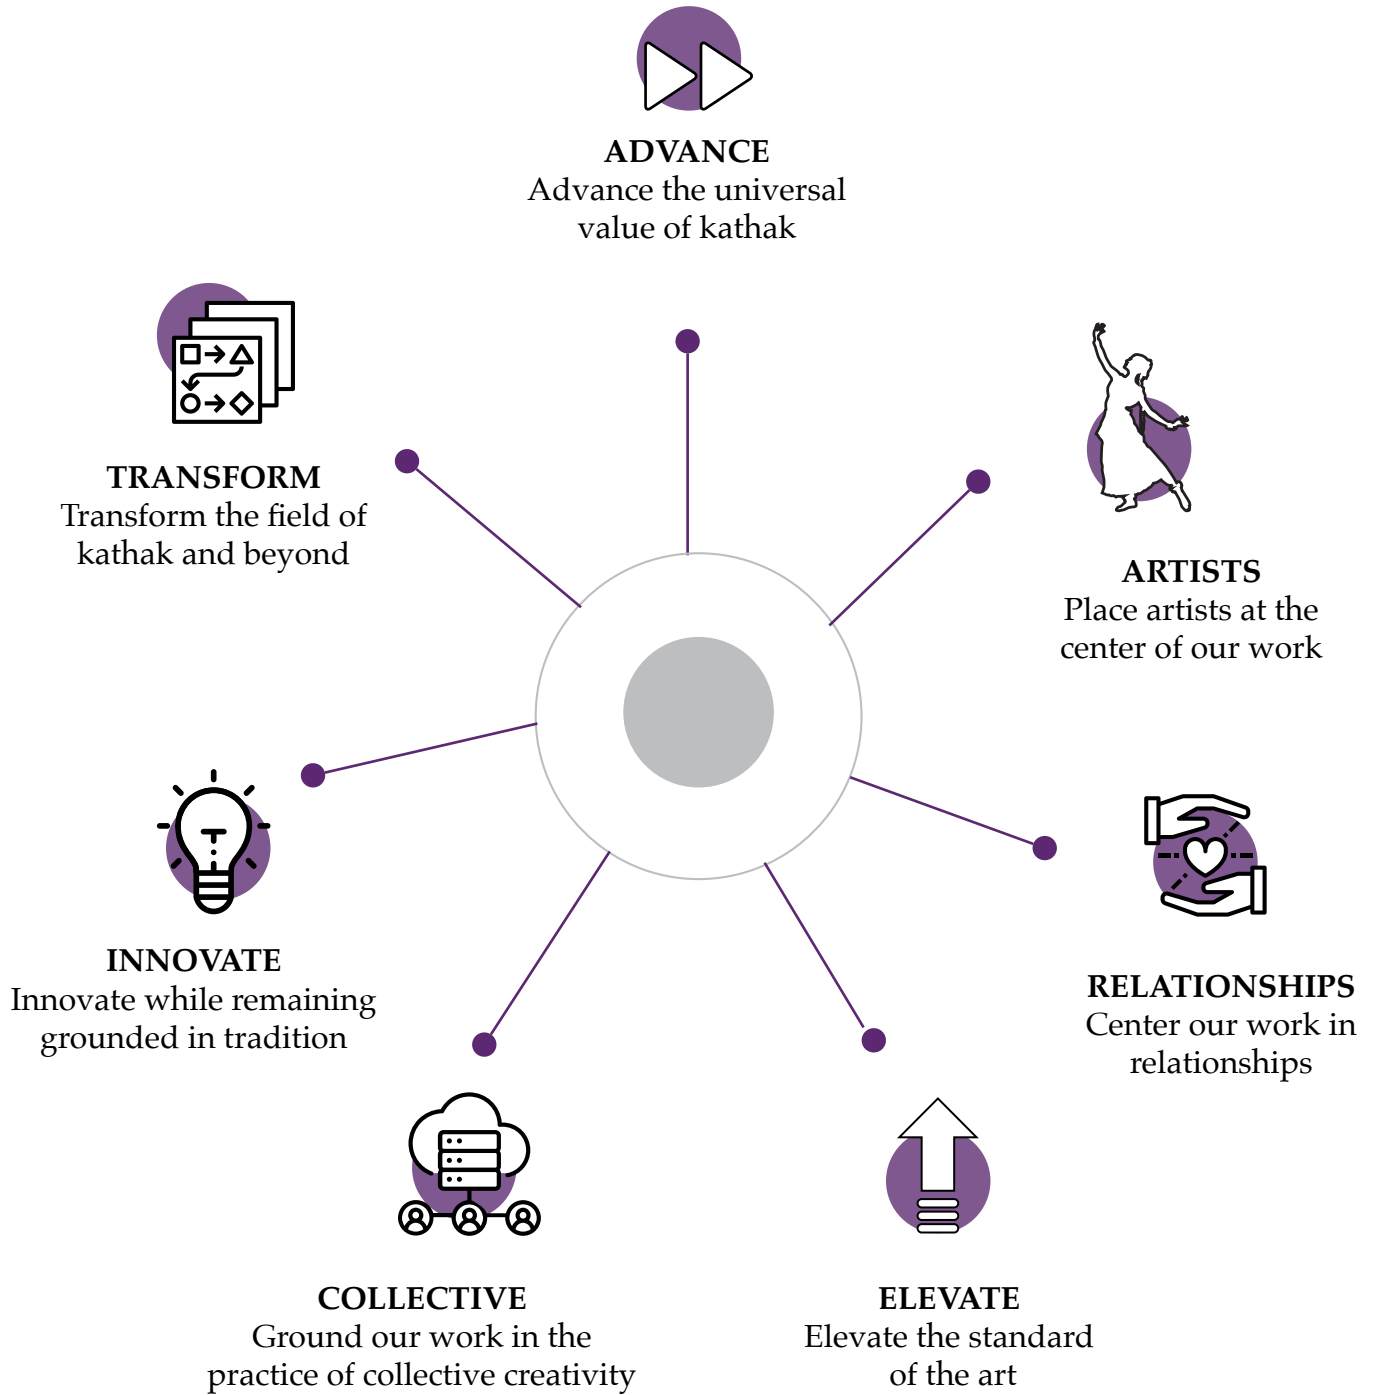 ADVANCE
Advance the universal
value of kathak
ARTISTS
Place artists at the
center of our work
RELATIONSHIPS
Center our work in
relationships
ELEVATE
Elevate the standard
of the art
COLLECTIVE
Ground our work in the
practice of collective creativity
INNOVATE
Innovate while remaining
grounded in tradition
TRANSFORM
Transform the field of
kathak and beyond